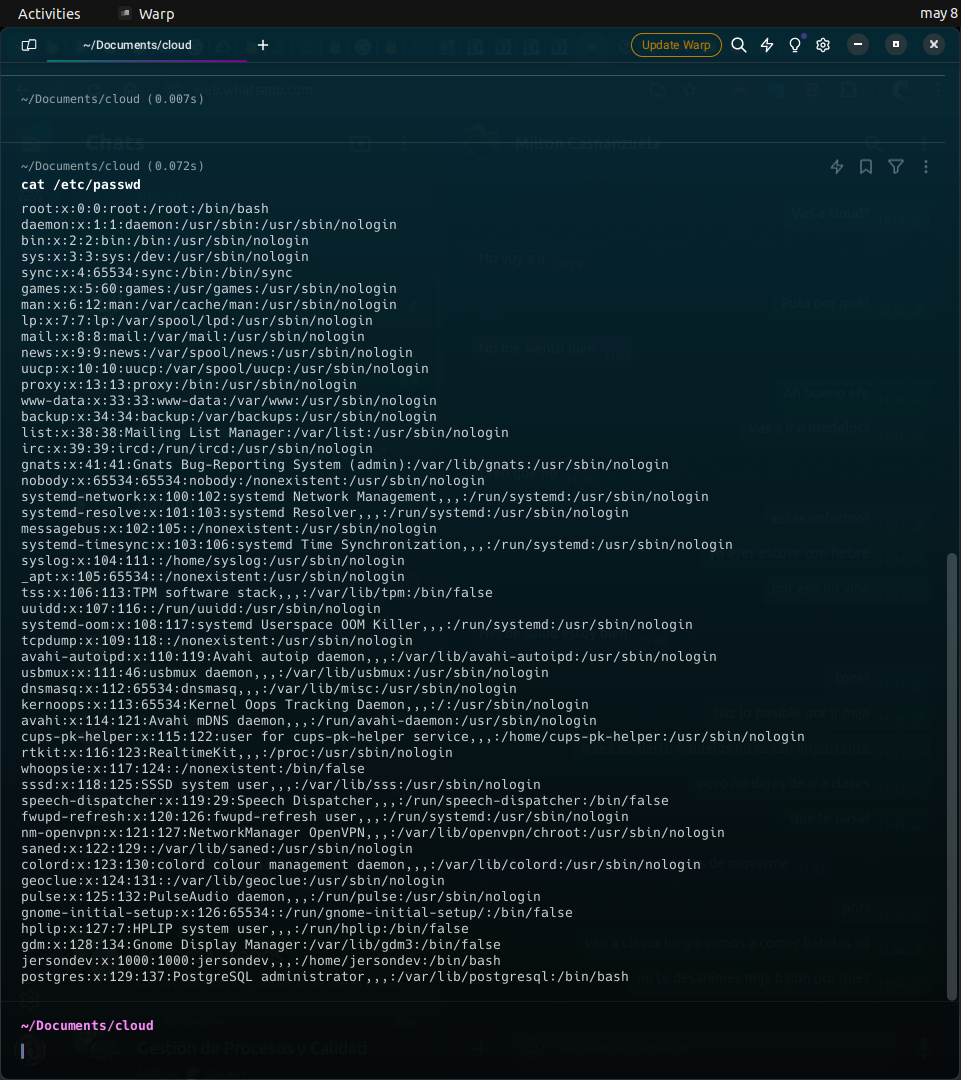 Activities
Warp
may 8
~/Documents/cloud
+
Update Warp
~/Documents/cloud (0.007s)
Chats
~/Documents/cloud (0.072s)
cat /etc/passwd
root:x:0:0:root:/root:/bin/bash
daemon:x:1:1:daemon:/usr/sbin:/usr/sbin/nologin
bin:x:2:2:bin:/bin:/usr/sbin/nologin
sys:x:3:3:sys:/dev:/usr/sbin/nologin
sync:x:4:65534:sync:/bin:/bin/sync
games:x:5:60:games:/usr/games:/usr/sbin/nologin
man:x:6:12:man:/var/cache/man:/usr/sbin/nologin
lp:x:7:7:lp:/var/spool/lpd:/usr/sbin/nologin
mail:x:8:8:mail:/var/mail:/usr/sbin/nologin
news:x:9:9:news:/var/spool/news:/usr/sbin/nologin
uucp:x:10:10:uucp:/var/spool/uucp:/usr/sbin/nologin
proxy:x:13:13:proxy:/bin:/usr/sbin/nologin
www-data:x:33:33:www-data:/var/www:/usr/sbin/nologin
backup:x:34:34:backup:/var/backups:/usr/sbin/nologin
list:x:38:38:Mailing List Manager:/var/list:/usr/sbin/nologin
irc:x:39:39:ircd:/run/ircd:/usr/sbin/nologin
gnats:x:41:41:Gnats Bug-Reporting System (admin):/var/lib/gnats:/usr/sbin/nologin
nobody:x:65534:65534:nobody:/nonexistent:/usr/sbin/nologin
systemd-network:x:100:102:systemd Network Management,,,:/run/systemd:/usr/sbin/nologin
systemd-resolve:x:101:103:systemd Resolver,,,:/run/systemd:/usr/sbin/nologin
messagebus:x:102:105::/nonexistent:/usr/sbin/nologin
systemd-timesync:x:103:106:systemd Time Synchronization,,,:/run/systemd:/usr/sbin/nologin
syslog:x:104:111::/home/syslog:/usr/sbin/nologin
_apt:x:105:65534::/nonexistent:/usr/sbin/nologin
tss:x:106:113:TPM software stack,,,:/var/lib/tpm:/bin/false
uuidd:x:107:116::/run/uuidd:/usr/sbin/nologin
systemd-oom:x:108:117:systemd Userspace OOM Killer,,,:/run/systemd:/usr/sbin/nologin
tcpdump:x:109:118::/nonexistent:/usr/sbin/nologin
avahi-autoipd:x:110:119:Avahi autoip daemon,,,:/var/lib/avahi-autoipd:/usr/sbin/nologin
usbmux:x:111:46:usbmux daemon,,,:/var/lib/usbmux:/usr/sbin/nologin
dnsmasq:x:112:65534:dnsmasq,,,:/var/lib/misc:/usr/sbin/nologin
kernoops:x:113:65534:Kernel Oops Tracking Daemon,,,:/:/usr/sbin/nologin
avahi:x:114:121:Avahi mDNS daemon,,,:/run/avahi-daemon:/usr/sbin/nologin
cups-pk-helper:x:115:122:user for cups-pk-helper service,,,:/home/cups-pk-helper:/usr/sbin/nologin
rtkit:x:116:123:RealtimeKit,,,:/proc:/usr/sbin/nologin
whoopsie:x:117:124::/nonexistent:/bin/false
sssd:x:118:125:SSSD system user,,,:/var/lib/sss:/usr/sbin/nologin
speech-dispatcher:x:119:29:Speech Dispatcher,,,:/run/speech-dispatcher:/bin/false
fwupd-refresh:x:120:126:fwupd-refresh user,,,:/run/systemd:/usr/sbin/nologin
nm-openvpn:x:121:127:NetworkManager OpenVPN,,,:/var/lib/openvpn/chroot:/usr/sbin/nologin
saned:x:122:129::/var/lib/saned:/usr/sbin/nologin
colord:x:123:130:colord colour management daemon,,,:/var/lib/colord:/usr/sbin/nologin
geoclue:x:124:131::/var/lib/geoclue:/usr/sbin/nologin
pulse:x:125:132:PulseAudio daemon,,,:/run/pulse:/usr/sbin/nologin
gnome-initial-setup:x:126:65534::/run/gnome-initial-setup/:/bin/false
hplip:x:127:7:HPLIP system user,,,:/run/hplip:/bin/false
gdm:x:128:134:Gnome Display Manager:/var/lib/gdm3:/bin/false
jersondev:x:1000:1000:jersondev,,,:/home/jersondev:/bin/bash
postgres:x:129:137:PostgreSQL administrator,,,:/var/lib/postgresql:/bin/bash
~/Documents/cloud
Gestión de Procesos y Calidad